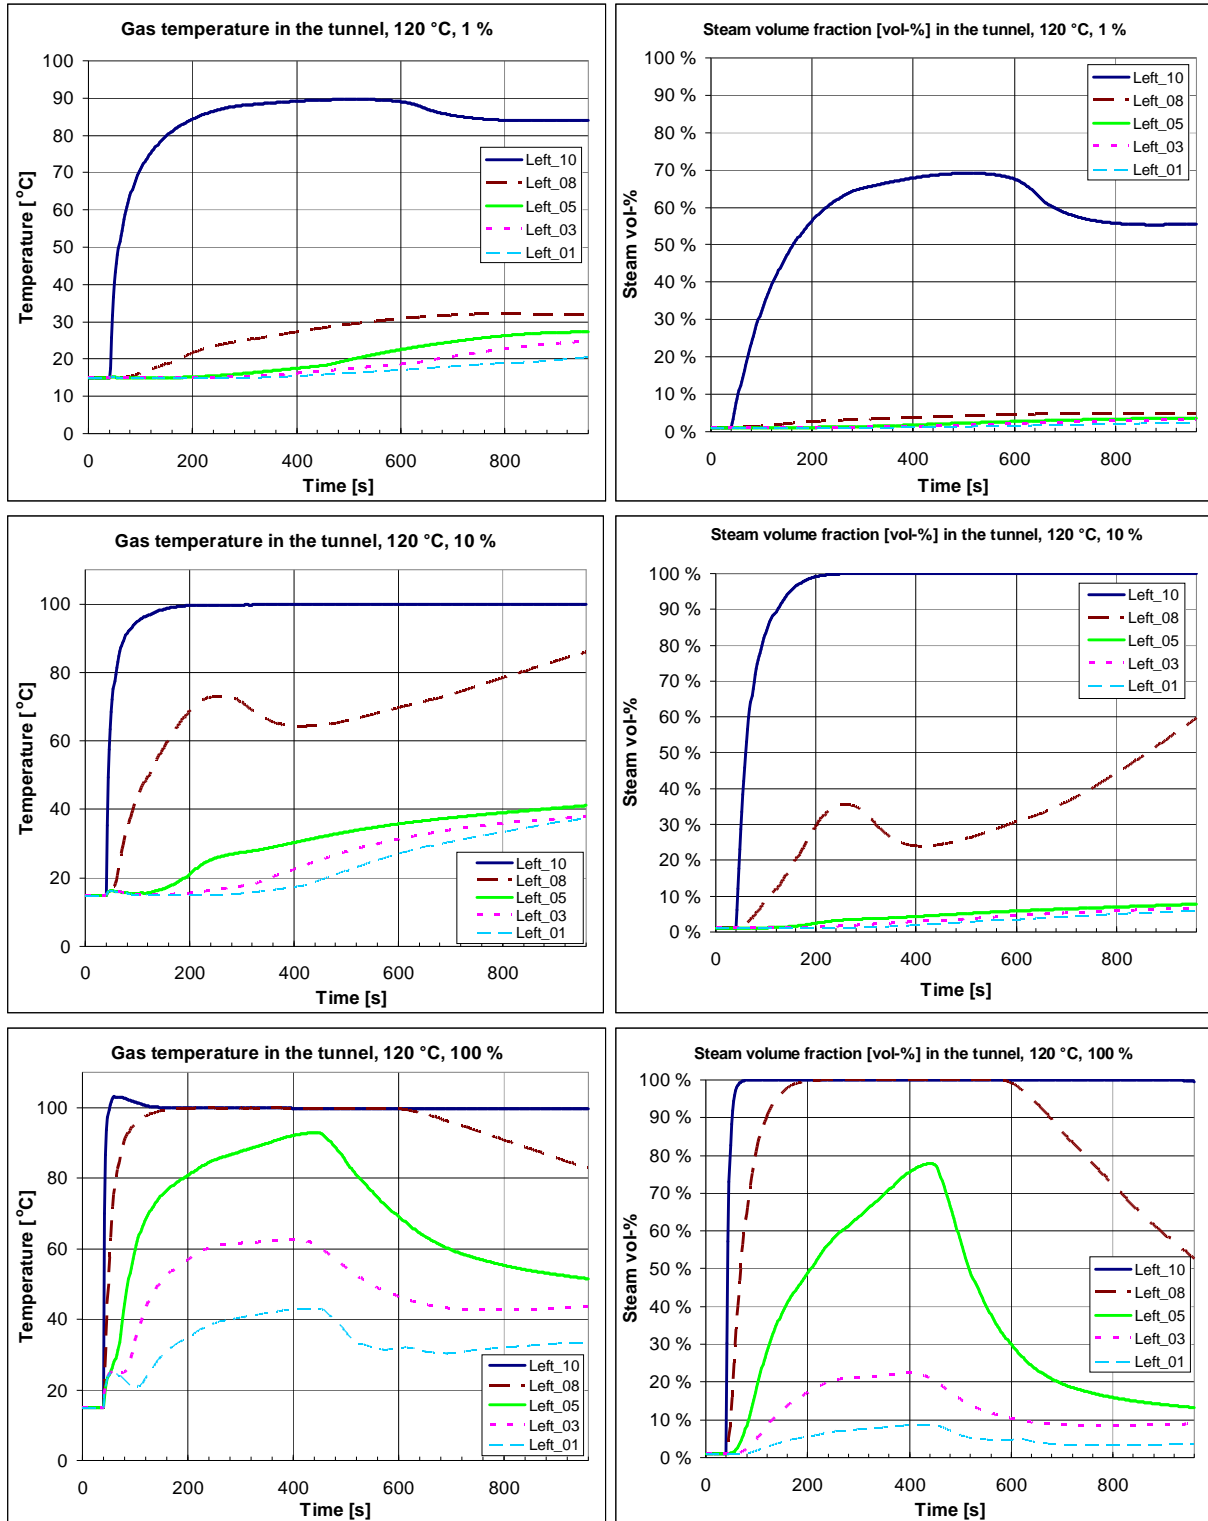 Gas temperature in the tunnel, 120 °C, 1 %
Temperature [°C]
100
90
80
70
60
50
40
30
20
10
0
0 200 400 600 800
Time [s]
Left_10
Left_08
Left_05
Left_03
Left_01
Steam volume fraction [vol-%] in the tunnel, 120 °C, 1 %
Steam vol-%
100 %
90 %
80 %
70 %
60 %
50 %
40 %
30 %
20 %
10 %
0 %
0 200 400 600 800
Time [s]
Left_10
Left_08
Left_05
Left_03
Left_01
Gas temperature in the tunnel, 120 °C, 10 %
Temperature [°C]
100
80
60
40
20
0
0 200 400 600 800
Time [s]
Left_10
Left_08
Left_05
Left_03
Left_01
Steam volume fraction [vol-%] in the tunnel, 120 °C, 10 %
Steam vol-%
100 %
90 %
80 %
70 %
60 %
50 %
40 %
30 %
20 %
10 %
0 %
0 200 400 600 800
Time [s]
Left_10
Left_08
Left_05
Left_03
Left_01
Gas temperature in the tunnel, 120 °C, 100 %
Temperature [°C]
100
80
60
40
20
0
0 200 400 600 800
Time [s]
Left_10
Left_08
Left_05
Left_03
Left_01
Steam volume fraction [vol-%] in the tunnel, 120 °C, 100 %
Steam vol-%
100 %
90 %
80 %
70 %
60 %
50 %
40 %
30 %
20 %
10 %
0 %
0 200 400 600 800
Time [s]
Left_10
Left_08
Left_05
Left_03
Left_01